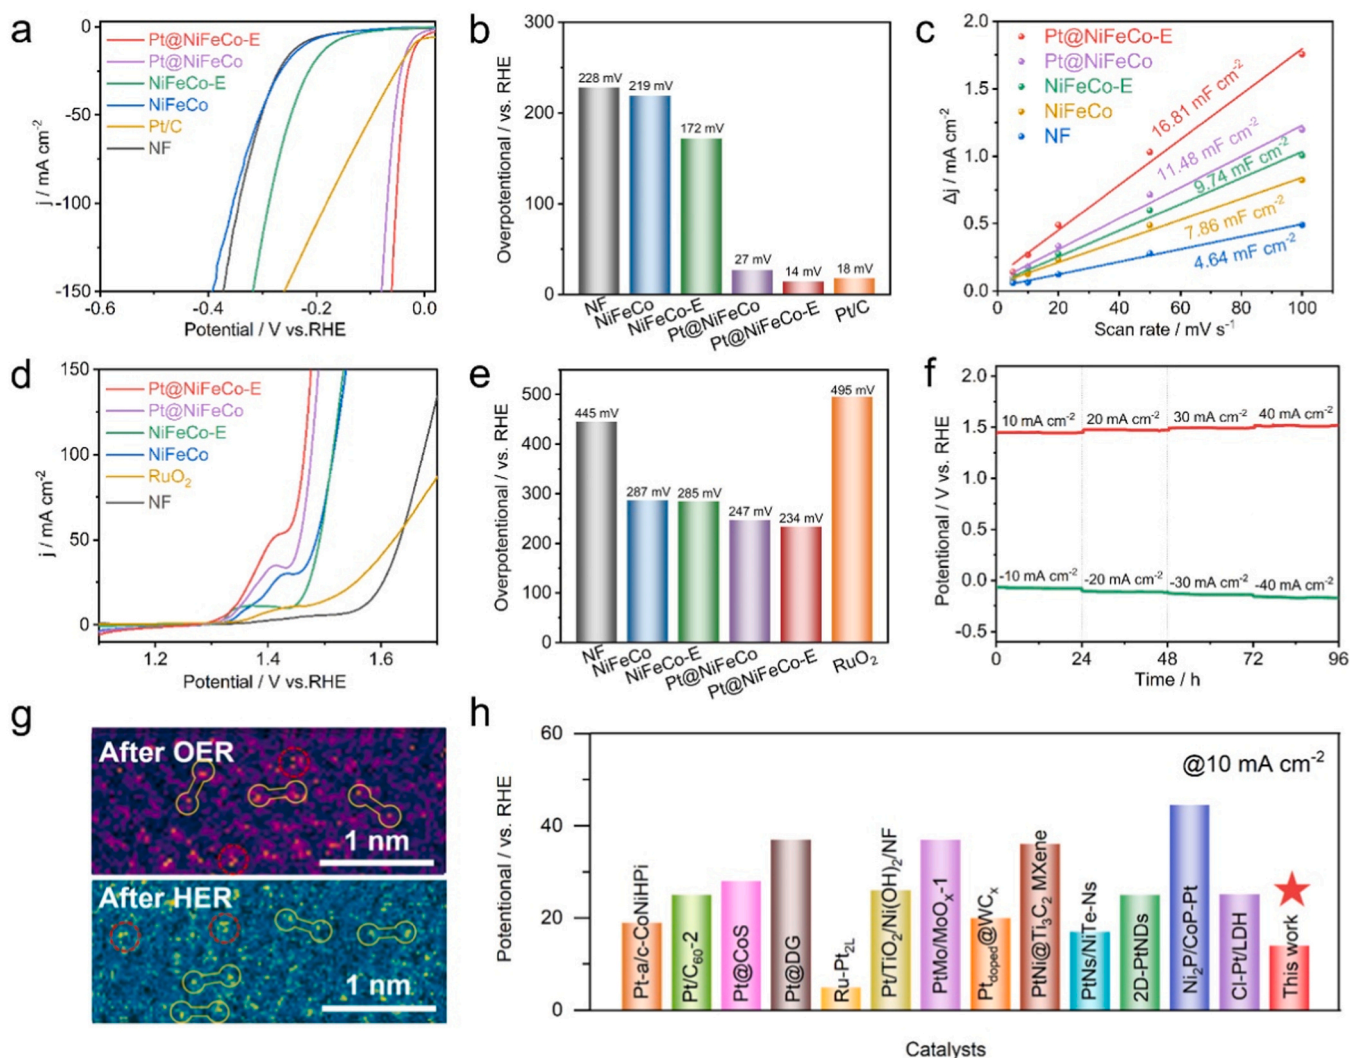 a
0
-50
-100
-150
j / mA cm⁻²
Pt@NiFeCo-E
Pt@NiFeCo
NiFeCo-E
NiFeCo
Pt/C
NF
-0.6
-0.4
-0.2
0.0
Potential / V vs.RHE
b
300
200
100
0
Overpotentional / vs. RHE
228 mV
219 mV
172 mV
27 mV
14 mV
18 mV
NF
NiFeCo
NiFeCo-E
Pt@NiFeCo
Pt@NiFeCo-E
Pt/C
c
2.0
1.5
1.0
0.5
0.0
Δj / mA cm⁻²
Pt@NiFeCo-E
Pt@NiFeCo
NiFeCo-E
NiFeCo
NF
16.81 mF cm⁻²
11.48 mF cm⁻²
9.74 mF cm⁻²
7.86 mF cm⁻²
4.64 mF cm⁻²
0
20
40
60
80
100
Scan rate / mV s⁻¹
d
150
100
50
0
j / mA cm⁻²
Pt@NiFeCo-E
Pt@NiFeCo
NiFeCo-E
NiFeCo
RuO₂
NF
1.2
1.4
1.6
Potential / V vs.RHE
e
500
400
300
200
100
0
Overpotentional / vs. RHE
445 mV
287 mV
285 mV
247 mV
234 mV
495 mV
NF
NiFeCo
NiFeCo-E
Pt@NiFeCo
Pt@NiFeCo-E
RuO₂
f
2.0
1.5
1.0
0.5
-0.0
-0.5
Potentional / V vs. RHE
10 mA cm⁻²
20 mA cm⁻²
30 mA cm⁻²
40 mA cm⁻²
-10 mA cm⁻²
-20 mA cm⁻²
-30 mA cm⁻²
-40 mA cm⁻²
0
24
48
72
96
Time / h
g
After OER
1 nm
After HER
1 nm
h
60
40
20
0
Potentional / vs. RHE
@10 mA cm⁻²
Pt-a/c-CoNiHPi
Pt/C₆₀-2
Pt@CoS
Pt@DG
Ru-Pt₂L
Pt/TiO₂/Ni(OH)₂/NF
PtMo/MoOₓ-1
Pt_doped@WCₓ
PtNi@Ti₃C₂ MXene
PtNs/NiTe-Ns
2D-PtNDs
Ni₂P/CoP-Pt
Cl-Pt/LDH
This work
Catalysts